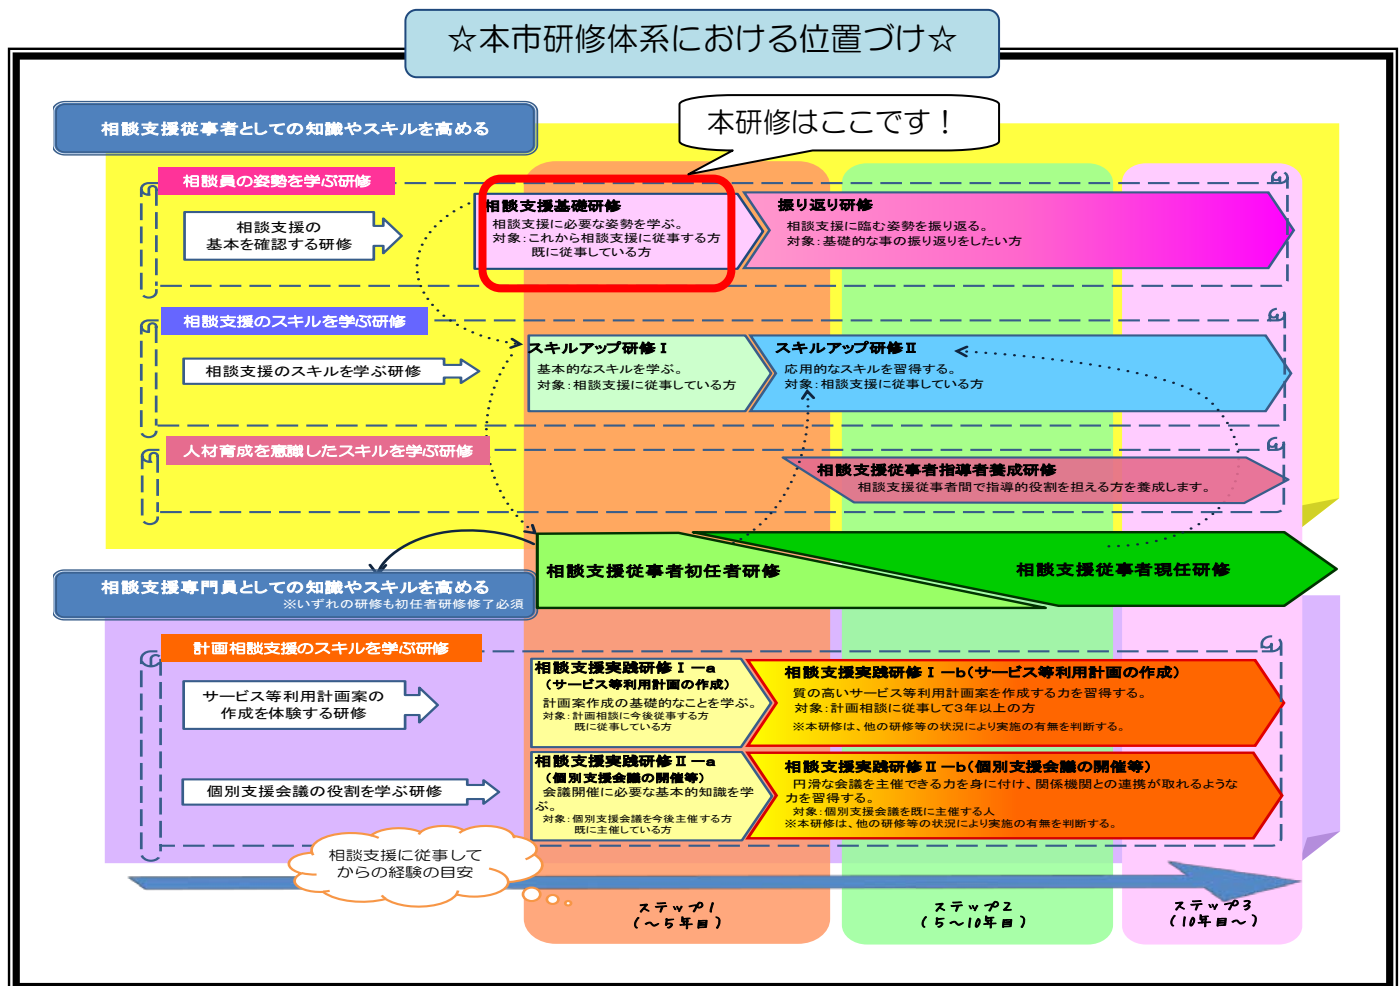 ☆本市研修体系における位置づけ☆
相談支援従事者としての知識やスキルを高める
本研修はここです！
相談員の姿勢を学ぶ研修
相談支援の
基本を確認する研修
相談支援基礎研修
相談支援に必要な姿勢を学ぶ。
対象：これから相談支援に従事する方
既に従事している方
振り返り研修
相談支援に臨む姿勢を振り返る。
対象：基礎的な事の振り返りをしたい方
相談支援のスキルを学ぶ研修
相談支援のスキルを学ぶ研修
スキルアップ研修Ⅰ
基本的なスキルを学ぶ。
対象：相談支援に従事している方
スキルアップ研修Ⅱ
応用的なスキルを習得する。
対象：相談支援に従事している方
人材育成を意識したスキルを学ぶ研修
相談支援従事者指導者養成研修
相談支援従事者間で指導的役割を担える方を養成します。
相談支援従事者初任者研修
相談支援従事者現任研修
相談支援専門員としての知識やスキルを高める
※いずれの研修も初任者研修修了必須
計画相談支援のスキルを学ぶ研修
サービス等利用計画案の
作成を体験する研修
相談支援実践研修Ⅰ－a
（サービス等利用計画の作成）
計画案作成の基礎的なことを学ぶ。
対象：計画相談に今後従事する方
既に従事している方
相談支援実践研修Ⅰ－b（サービス等利用計画の作成）
質の高いサービス等利用計画案を作成する力を習得する。
対象：計画相談に従事して3年以上の方
※本研修は、他の研修等の状況により実施の有無を判断する。
個別支援会議の役割を学ぶ研修
相談支援実践研修Ⅱ－a
（個別支援会議の開催等）
会議開催に必要な基本的知識を学
ぶ。
対象：個別支援会議を今後主催する方
既に主催している方
相談支援実践研修Ⅱ－b（個別支援会議の開催等）
円滑な会議を主催できる力を身に付け、関係機関との連携が取れるような
力を習得する。
対象：個別支援会議を既に主催する人
※本研修は、他の研修等の状況により実施の有無を判断する。
相談支援に従事して
からの経験の目安
ステップ1
（～5年目）
ステップ2
（5～10年目）
ステップ3
（10年目～）